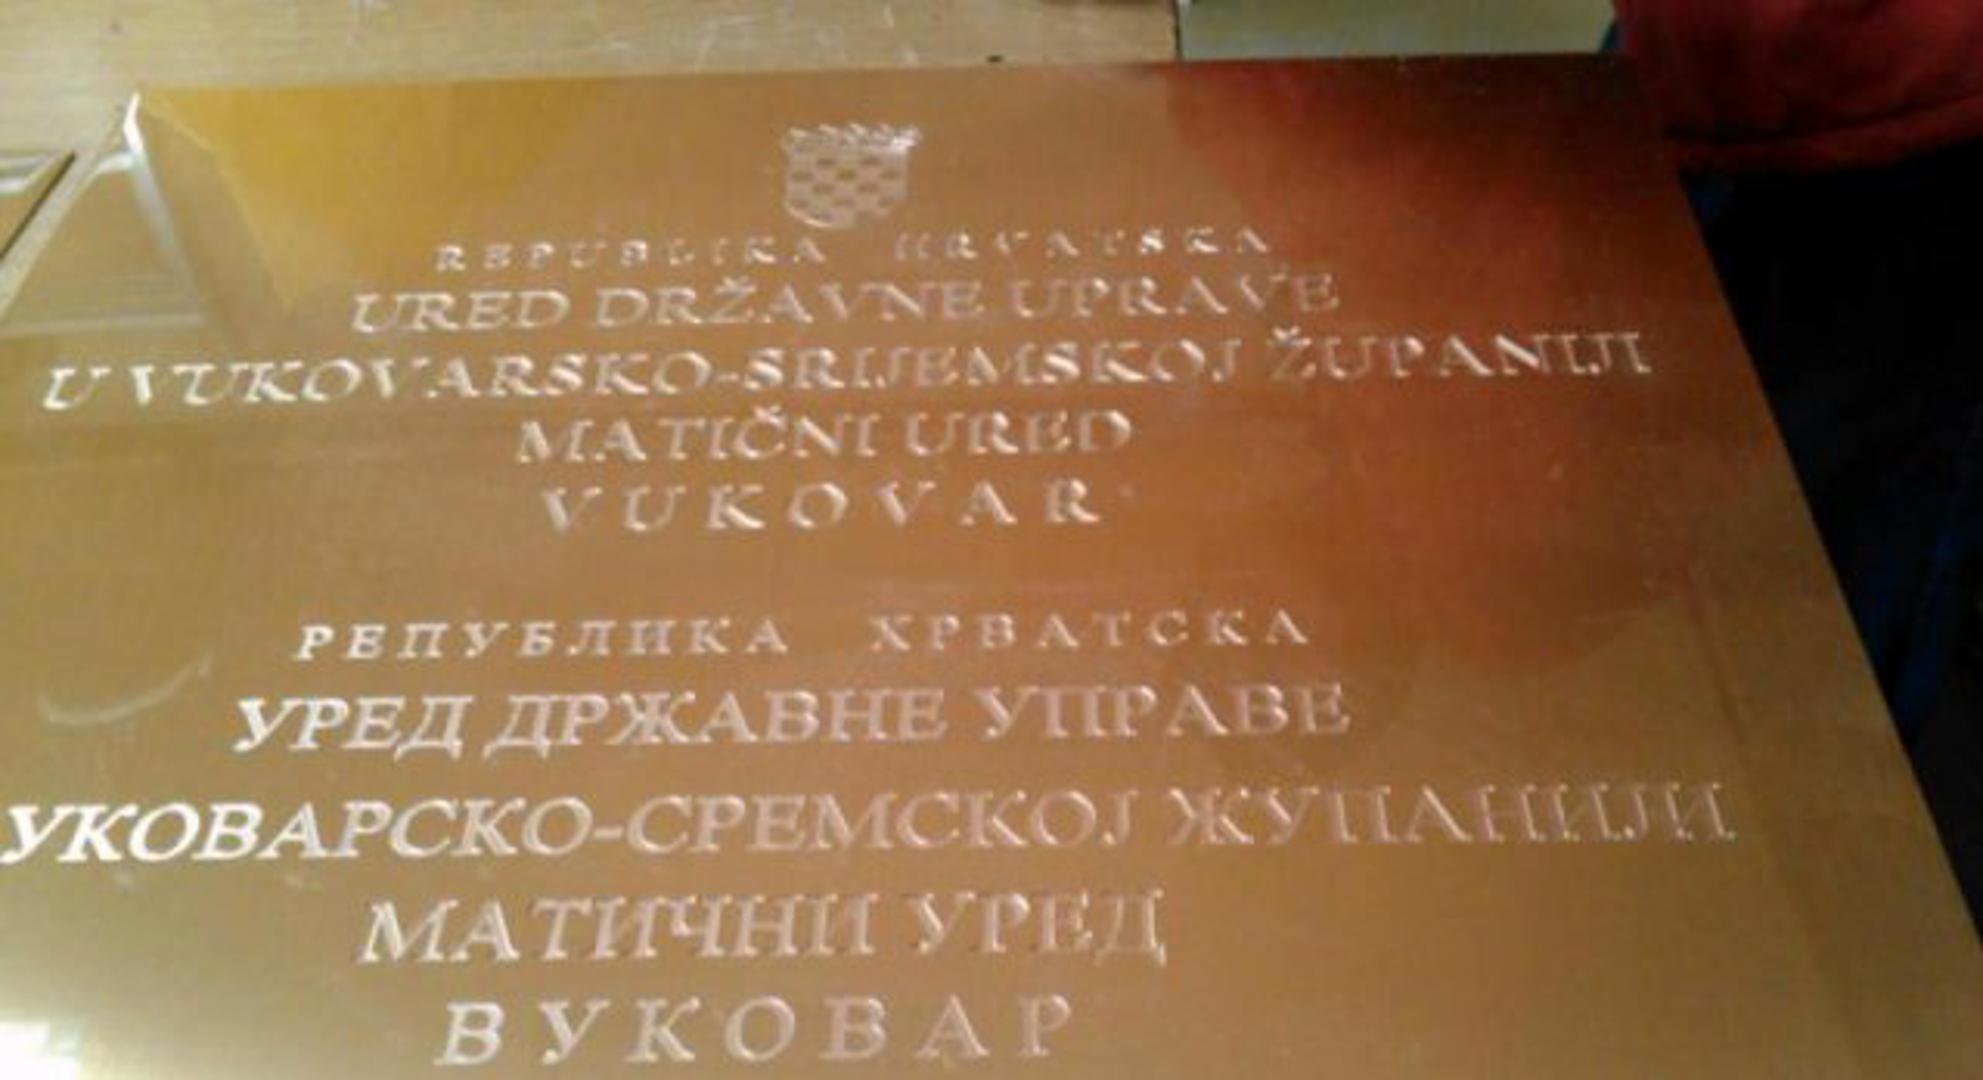 REPUBLIKA HRVATSKA
URED DRŽAVNE UPRAVE
U VUKOVARSKO-SRIJEMSKOJ ŽUPANIJI
MATIČNI URED
VUKOVAR
РЕПУБЛИКА ХРВАТСКА
УРЕД ДРЖАВНЕ УПРАВЕ
УКОВАРСКО-СРЕМСКОЈ ЖУПАНИЈИ
МАТИЧНИ УРЕД
ВУКОВАР